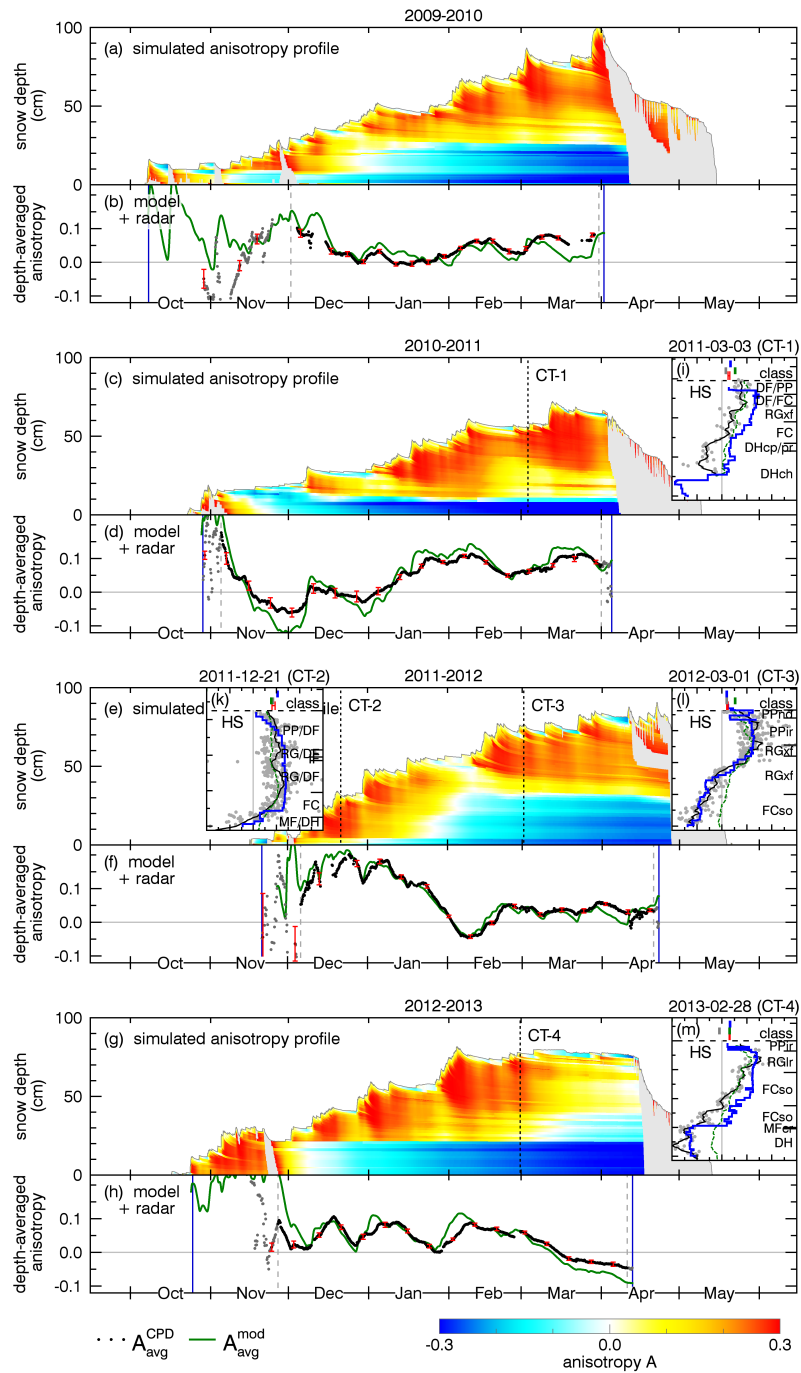 2009-2010
(a) simulated anisotropy profile
100
50
0
snow depth
(cm)
(b) model
+ radar
0.1
0.0
-0.1
depth-averaged
anisotropy
Oct Nov Dec Jan Feb Mar Apr May
2010-2011
2011-03-03 (CT-1)
(c) simulated anisotropy profile
CT-1
100
50
0
snow depth
(cm)
(i)
class
HS
DF/PP
DF/FC
RGxf
FC
DHcp/pr
DHch
(d) model
+ radar
0.1
0.0
-0.1
depth-averaged
anisotropy
Oct Nov Dec Jan Feb Mar Apr May
2011-12-21 (CT-2)
2011-2012
2012-03-01 (CT-3)
(e) simulated
file
100
50
0
snow depth
(cm)
(k)
class
HS
PP/DF
RG/DF
RG/DF
FC
MF/DH
CT-2
CT-3
(l)
class
HS
PPir
RGxf
RGxf
FCso
(f) model
+ radar
0.1
0.0
-0.1
depth-averaged
anisotropy
Oct Nov Dec Jan Feb Mar Apr May
2012-2013
2013-02-28 (CT-4)
(g) simulated anisotropy profile
CT-4
100
50
0
snow depth
(cm)
(m)
class
HS
PPir
RGlr
FCso
FCso
MFcr
DH
(h) model
+ radar
0.1
0.0
-0.1
depth-averaged
anisotropy
Oct Nov Dec Jan Feb Mar Apr May
A CPD avg
A mod avg
-0.3 0.0 0.3
anisotropy A